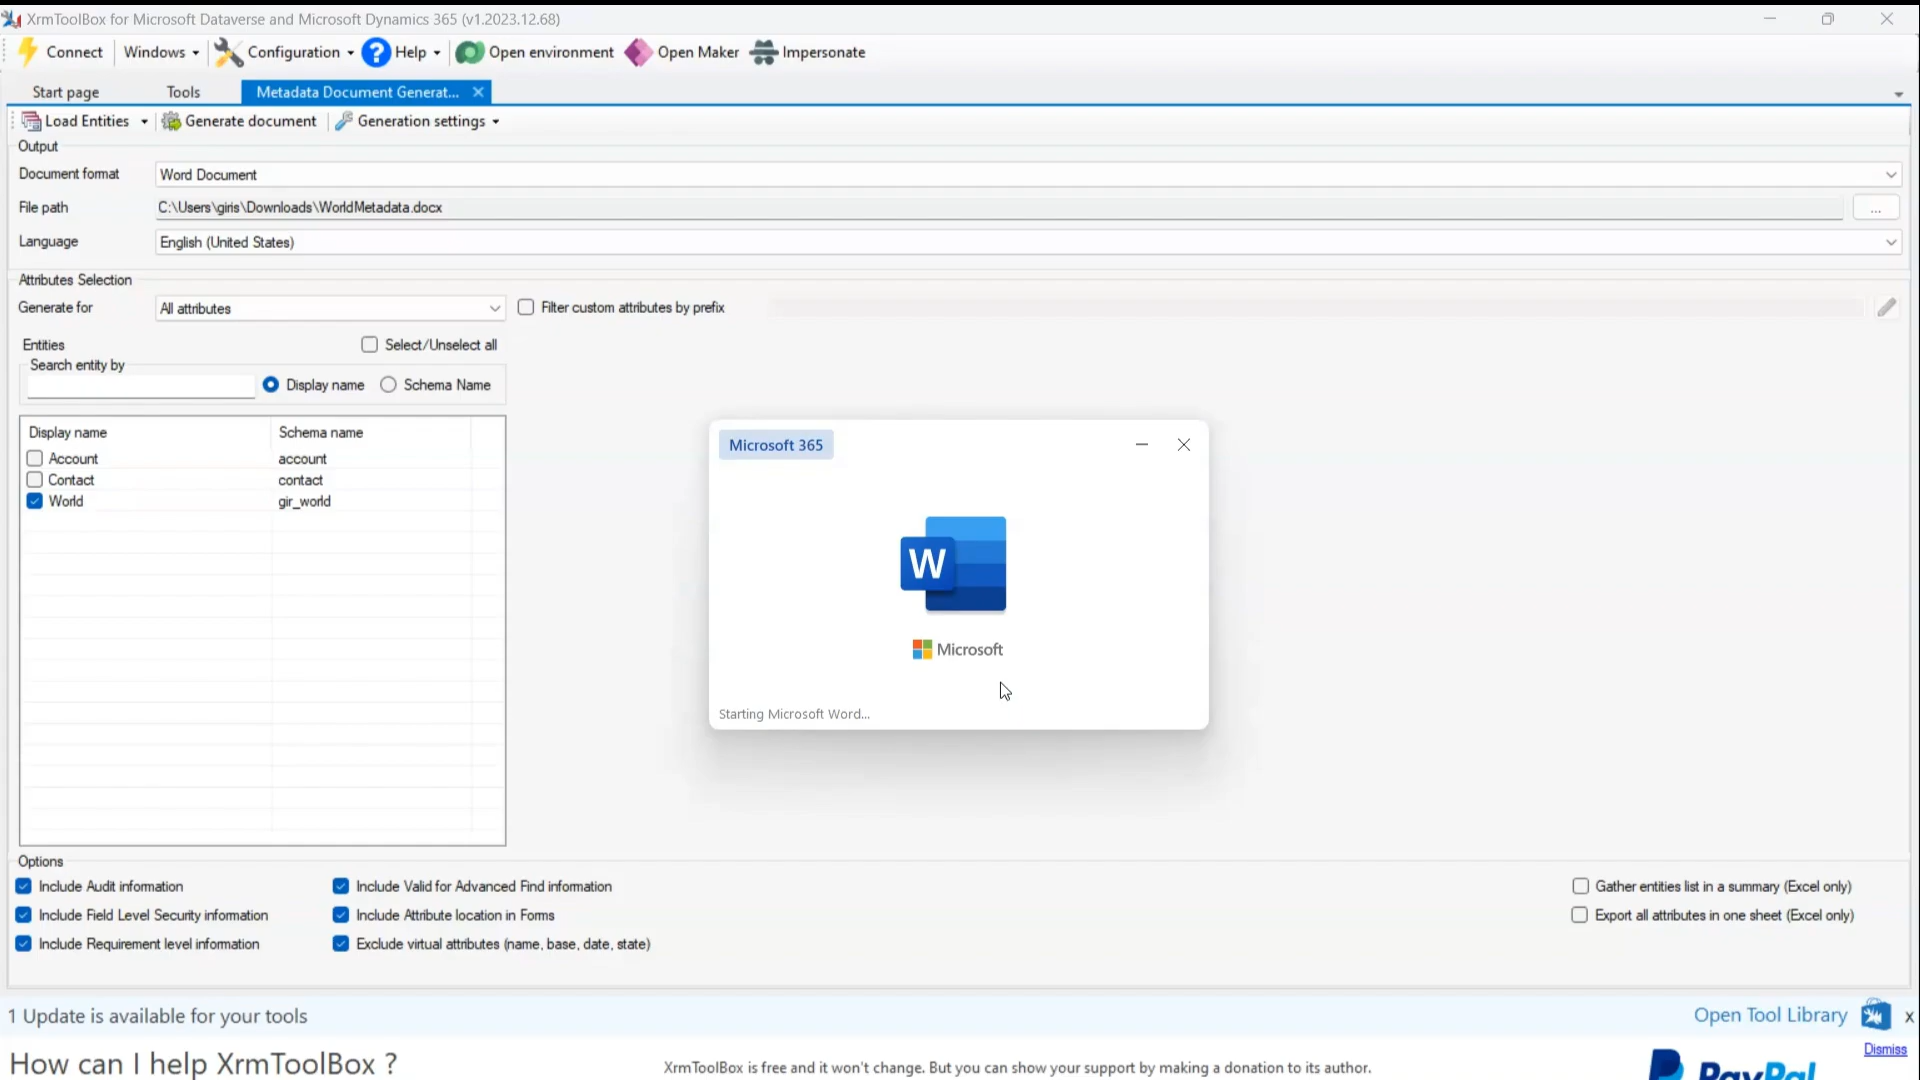 XrmToolBox for Microsoft Dataverse and Microsoft Dynamics 365 (v1.2023.12.68)
Connect Windows Configuration Help Open environment Open Maker Impersonate
Start page Tools Metadata Document Generat...
Load Entities Generate document Generation settings
Output
Document format Word Document
File path C:\Users\giris\Downloads\WorldMetadata.docx ...
Language English (United States)
Attributes Selection
Generate for All attributes Filter custom attributes by prefix
Entities Select/Unselect all
Search entity by
Display name Schema Name
Display name Schema name
Account account
Contact contact
World gir_world
Microsoft 365
W
Microsoft
Starting Microsoft Word...
Options
Include Audit information Include Valid for Advanced Find information Gather entities list in a summary (Excel only)
Include Field Level Security information Include Attribute location in Forms Export all attributes in one sheet (Excel only)
Include Requirement level information Exclude virtual attributes (name, base, date, state)
1 Update is available for your tools Open Tool Library x
Dismiss
How can I help XrmToolBox ? XrmToolBox is free and it won't change. But you can show your support by making a donation to its author. PayPal